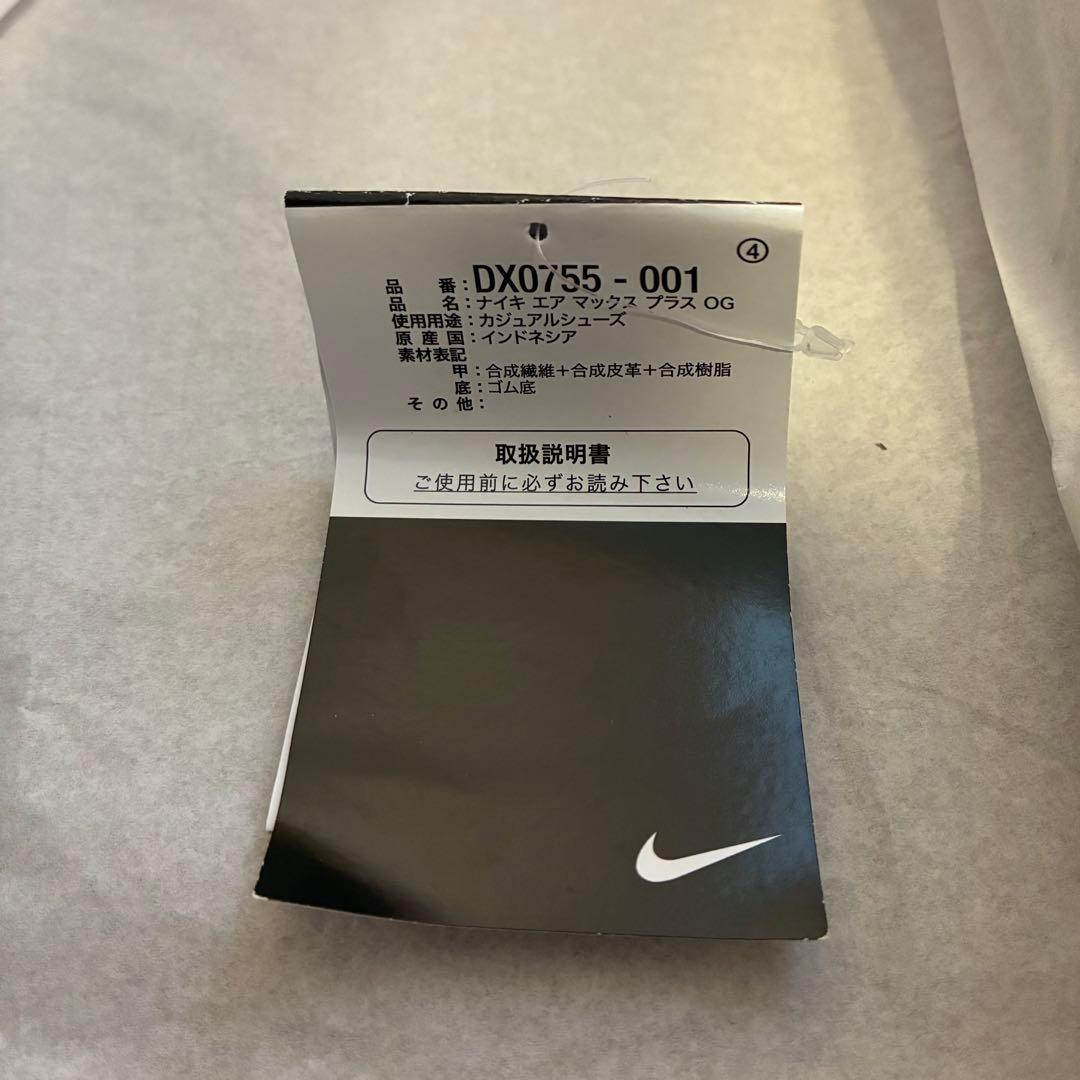 ④
品 番：DX0755 - 001
品 名：ナイキ エア マックス プラス OG
使用用途：カジュアルシューズ
原 産 国：インドネシア
素材表記
甲：合成繊維＋合成皮革＋合成樹脂
底：ゴム底
そ の 他：
取扱説明書
ご使用前に必ずお読み下さい